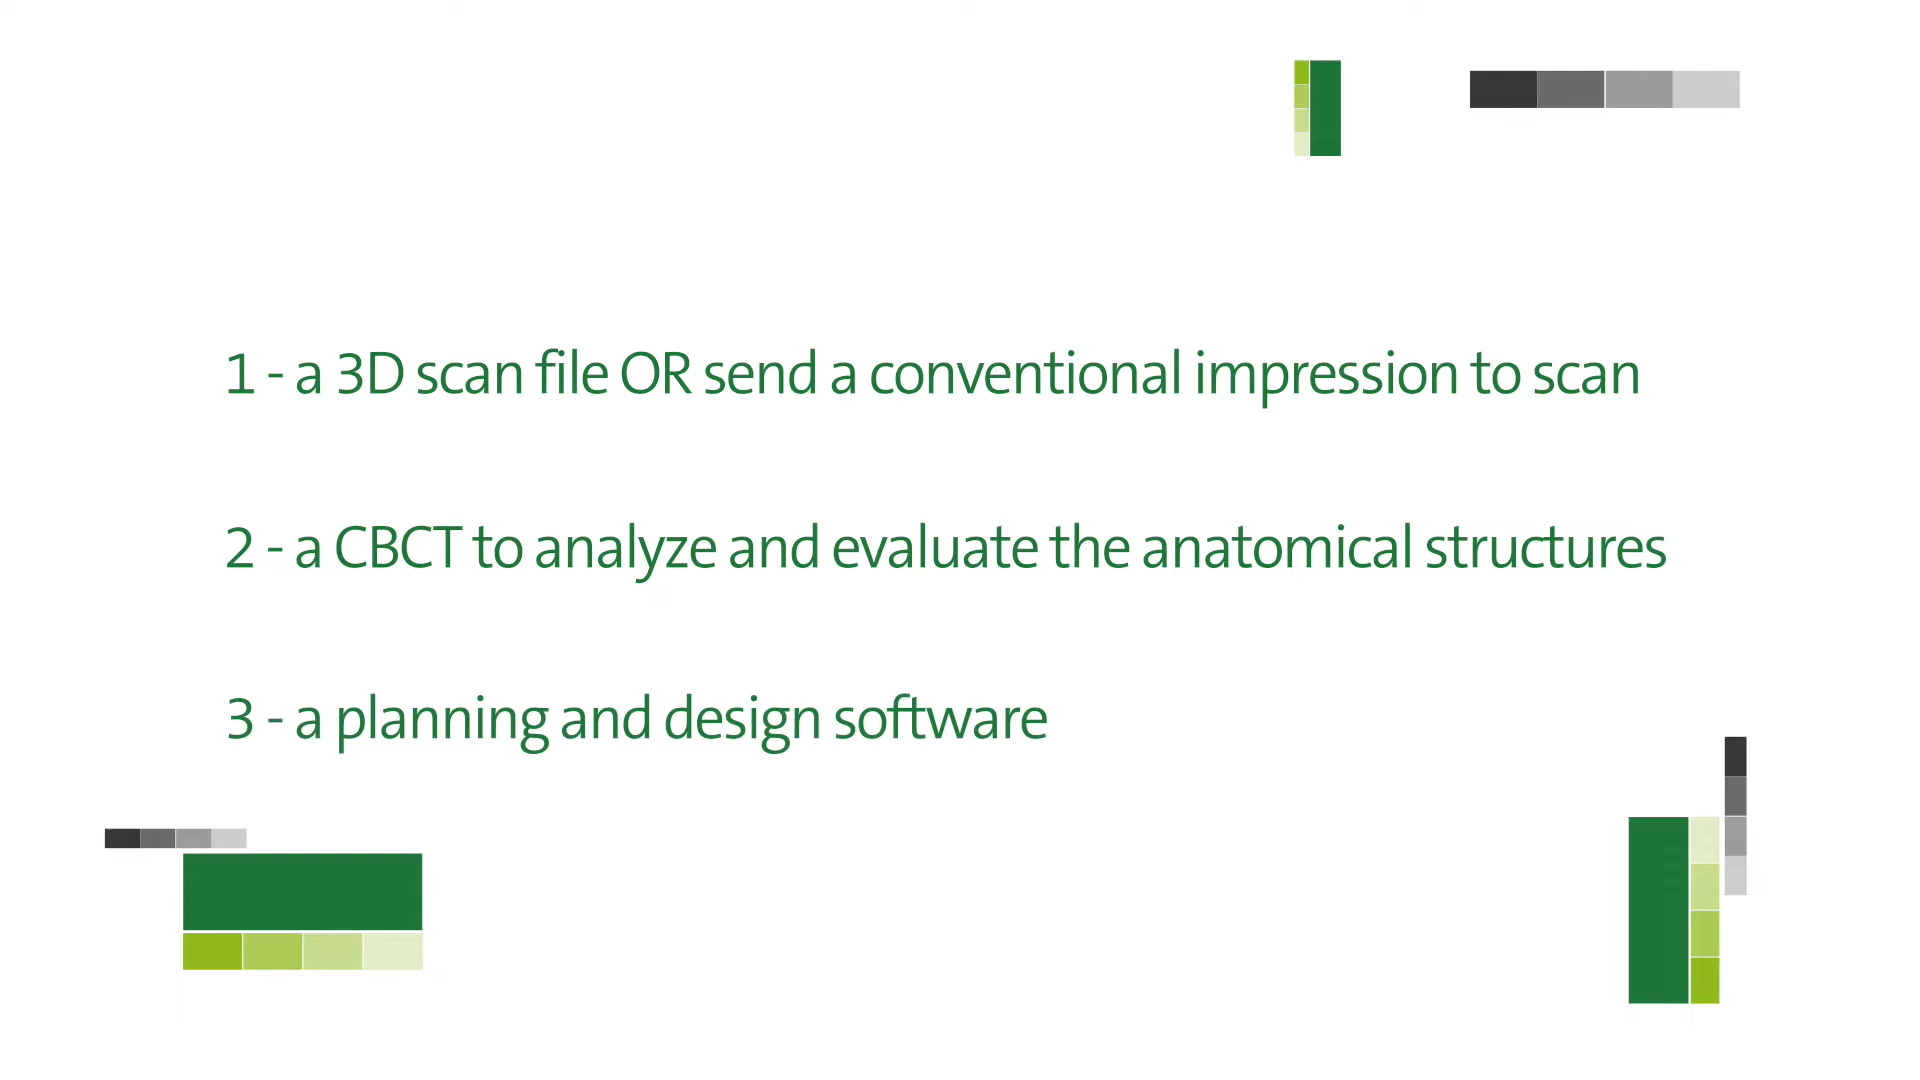 1 - a 3D scan file OR send a conventional impression to scan
2 - a CBCT to analyze and evaluate the anatomical structures
3 - a planning and design software